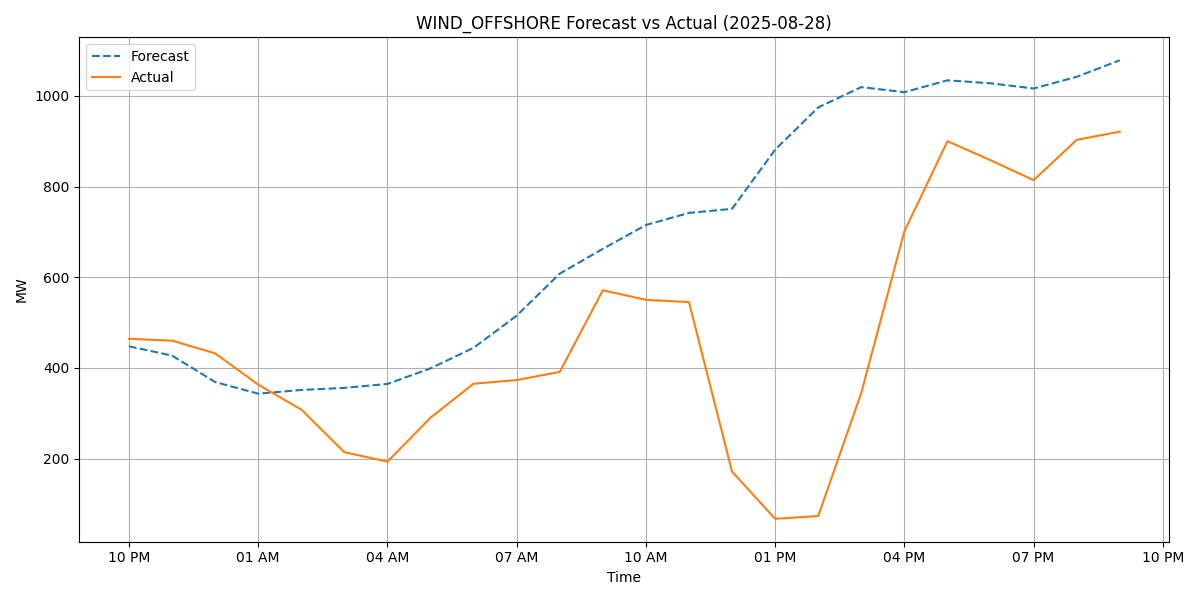 WIND_OFFSHORE Forecast vs Actual (2025-08-28)
Forecast
Actual
MW
1000
800
600
400
200
10 PM 01 AM 04 AM 07 AM 10 AM 01 PM 04 PM 07 PM 10 PM
Time